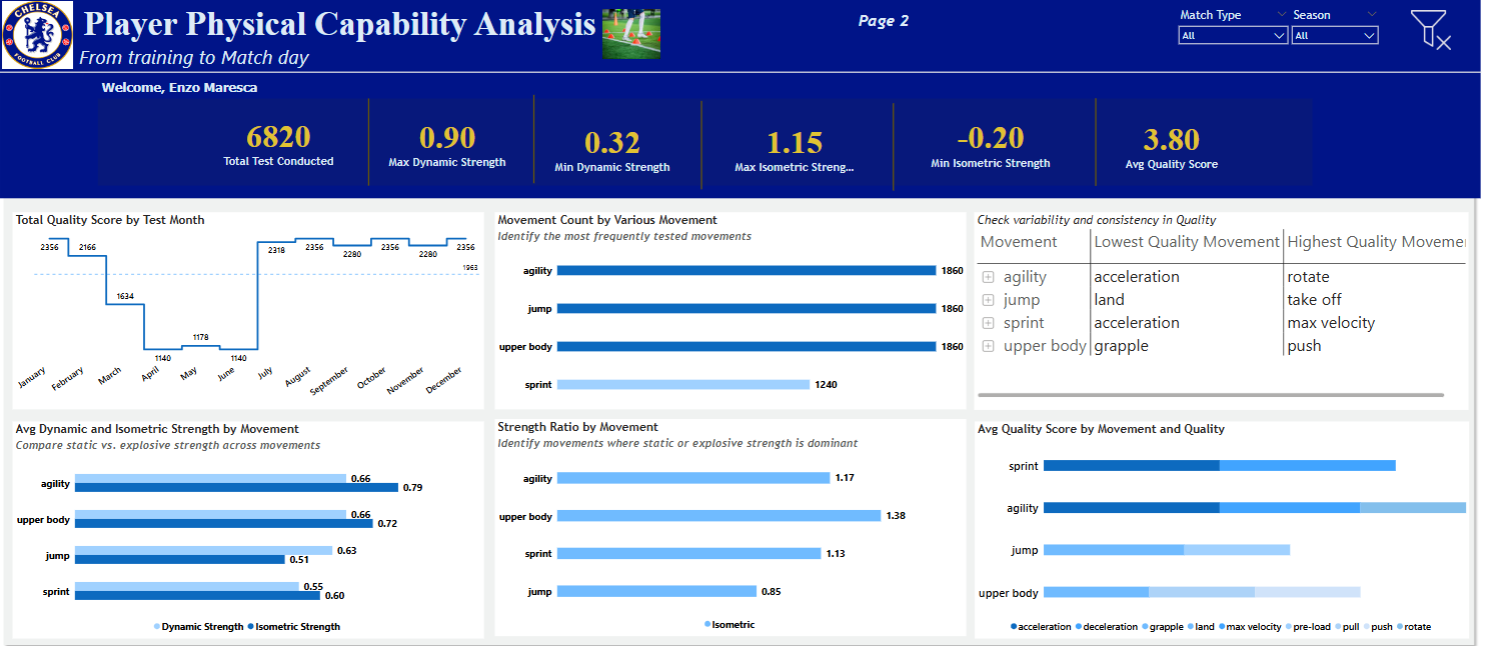 CHELSEA
FOOTBALL CLUB
Player Physical Capability Analysis
From training to Match day
Page 2
Match Type
Season
All
All
Welcome, Enzo Maresca
6820
Total Test Conducted
0.90
Max Dynamic Strength
0.32
Min Dynamic Strength
1.15
Max Isometric Streng...
-0.20
Min Isometric Strength
3.80
Avg Quality Score
Total Quality Score by Test Month
2356
2166
1634
1140
1178
1140
2318
2356
2280
2356
2280
2356
1963
January
February
March
April
May
June
July
August
September
October
November
December
Movement Count by Various Movement
Identify the most frequently tested movements
agility 1860
jump 1860
upper body 1860
sprint 1240
Check variability and consistency in Quality
Movement Lowest Quality Movement Highest Quality Moveme
agility acceleration rotate
jump land take off
sprint acceleration max velocity
upper body grapple push
Avg Dynamic and Isometric Strength by Movement
Compare static vs. explosive strength across movements
agility 0.66 0.79
upper body 0.66 0.72
jump 0.63 0.51
sprint 0.55 0.60
Dynamic Strength Isometric Strength
Strength Ratio by Movement
Identify movements where static or explosive strength is dominant
agility 1.17
upper body 1.38
sprint 1.13
jump 0.85
Isometric
Avg Quality Score by Movement and Quality
sprint
agility
jump
upper body
acceleration deceleration grapple land max velocity pre-load pull push rotate